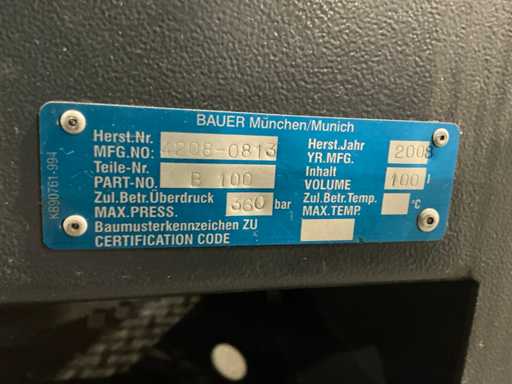 BAUER München/Munich
Herst.Nr.
MFG.NO: 4208-0813
Herst.Jahr
YR.MFG. 2008
Teile-Nr.
PART-NO. B 100
Inhalt
VOLUME 100 l
Zul.Betr.Überdruck
MAX.PRESS. 360 bar
Zul.Betr.Temp.
MAX.TEMP. °C
Baumusterkennzeichen ZU
CERTIFICATION CODE
KB90761-994